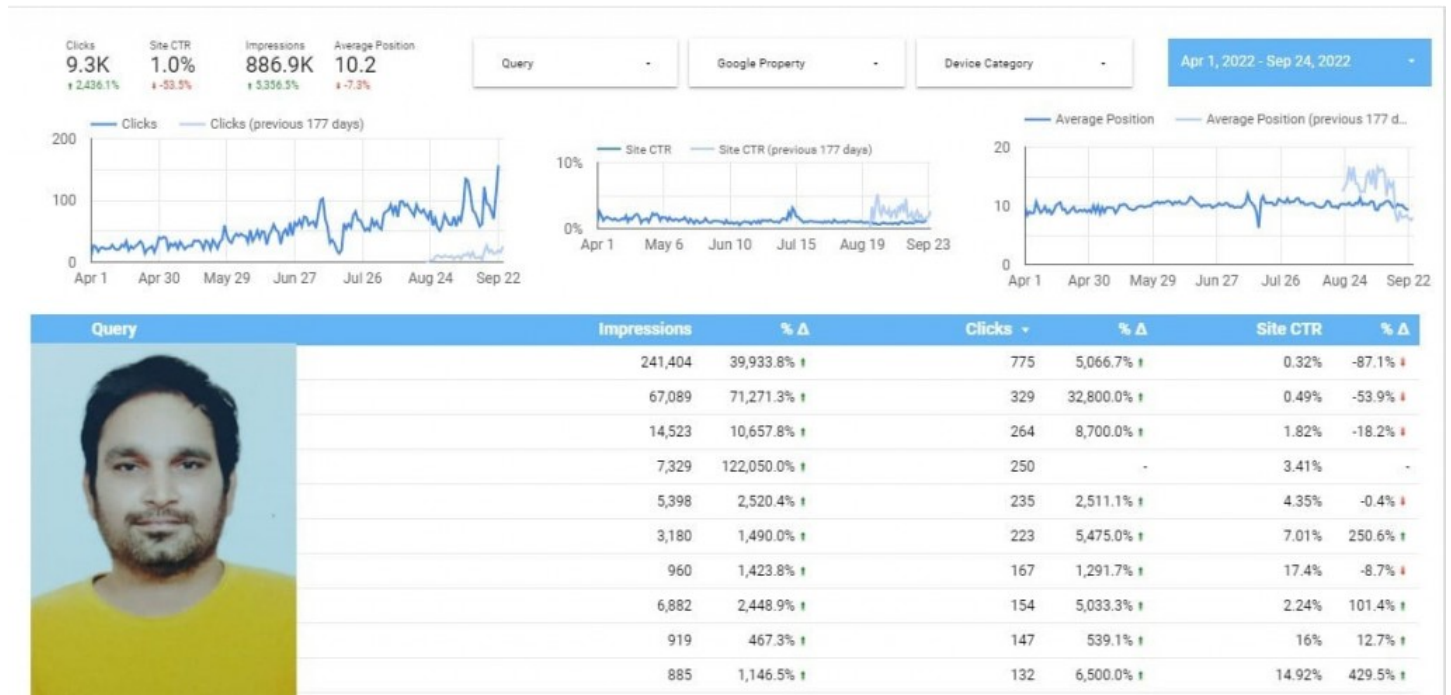 Clicks Site CTR Impressions Average Position
9.3K 1.0% 886.9K 10.2
2,436.1% -53.5% 5,356.5% -7.3%
Query - Google Property - Device Category -
Apr 1, 2022 - Sep 24, 2022
Clicks Clicks (previous 177 days)
200
100
0
Apr 1 Apr 30 May 29 Jun 27 Jul 26 Aug 24 Sep 22
Site CTR Site CTR (previous 177 days)
10%
0%
Apr 1 May 6 Jun 10 Jul 15 Aug 19 Sep 23
Average Position Average Position (previous 177 d...
20
10
0
Apr 1 Apr 30 May 29 Jun 27 Jul 26 Aug 24 Sep 22
Query Impressions % Δ Clicks % Δ Site CTR % Δ
241,404 39,933.8% 775 5,066.7% 0.32% -87.1%
67,089 71,271.3% 329 32,800.0% 0.49% -53.9%
14,523 10,657.8% 264 8,700.0% 1.82% -18.2%
7,329 122,050.0% 250 - 3.41% -
5,398 2,520.4% 235 2,511.1% 4.35% -0.4%
3,180 1,490.0% 223 5,475.0% 7.01% 250.6%
960 1,423.8% 167 1,291.7% 17.4% -8.7%
6,882 2,448.9% 154 5,033.3% 2.24% 101.4%
919 467.3% 147 539.1% 16% 12.7%
885 1,146.5% 132 6,500.0% 14.92% 429.5%